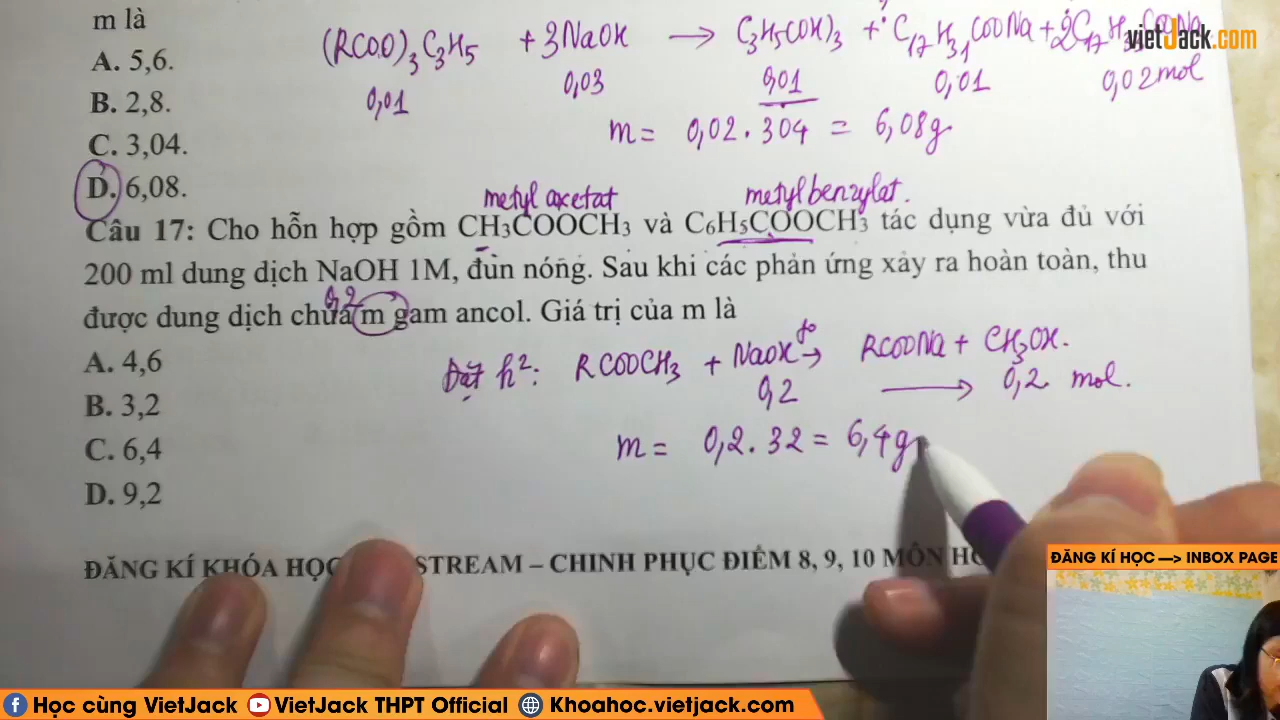 m là
(RCOO)₃C₃H₅ + 3NaOH → C₃H₅(OH)₃ + C₁₇H₃₁COONa + 2C₁₇H₃₃COONa
vietJack.com
A. 5,6.
0,01 0,03 0,01 0,01 0,02 mol
B. 2,8.
m = 0,02 . 304 = 6,08g
C. 3,04.
D. 6,08.
metyl axetat metyl benzylat.
Câu 17: Cho hỗn hợp gồm CH₃COOCH₃ và C₆H₅COOCH₃ tác dụng vừa đủ với
200 ml dung dịch NaOH 1M, đun nóng. Sau khi các phản ứng xảy ra hoàn toàn, thu
0,2
được dung dịch chứa m gam ancol. Giá trị của m là
A. 4,6
Đặt h²: RCOOCH₃ + NaOH t° → RCOONa + CH₃OH.
0,2 → 0,2 mol.
B. 3,2
m = 0,2 . 32 = 6,4g
C. 6,4
D. 9,2
ĐĂNG KÍ KHÓA HỌC STREAM – CHINH PHỤC ĐIỂM 8, 9, 10 MÔN
ĐĂNG KÍ HỌC —> INBOX PAGE
Học cùng VietJack VietJack THPT Official Khoahoc.vietjack.com